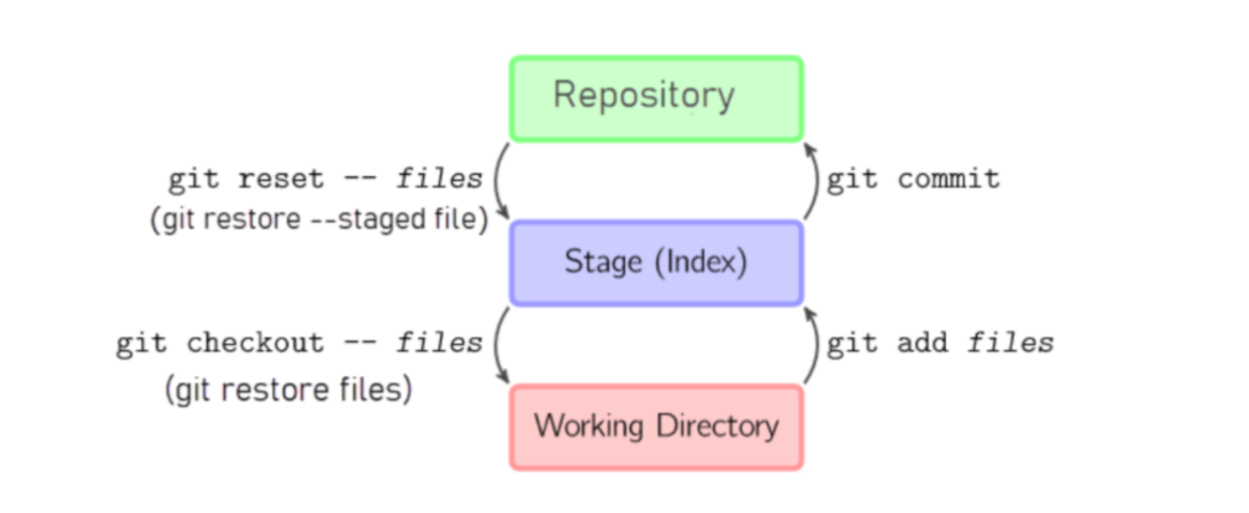 Repository
git reset -- files
(git restore --staged file)
git commit
Stage (Index)
git checkout -- files
(git restore files)
git add files
Working Directory